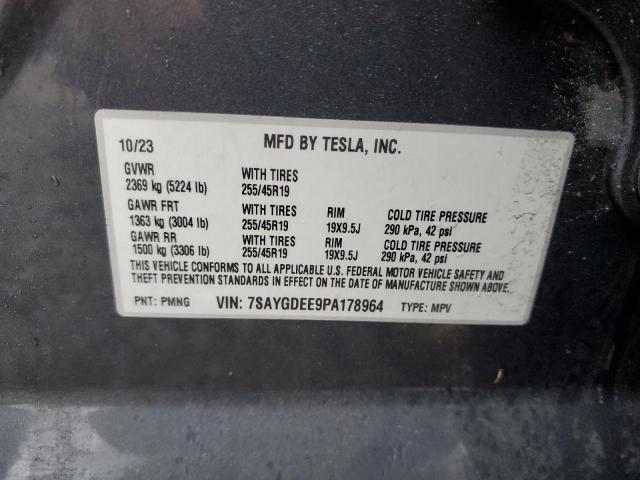 10/23 MFD BY TESLA, INC.
GVWR WITH TIRES
2369 kg (5224 lb) 255/45R19
GAWR FRT WITH TIRES RIM COLD TIRE PRESSURE
1363 kg (3004 lb) 255/45R19 19X9.5J 290 kPa, 42 psi
GAWR RR WITH TIRES RIM COLD TIRE PRESSURE
1500 kg (3306 lb) 255/45R19 19X9.5J 290 kPa, 42 psi
THIS VEHICLE CONFORMS TO ALL APPLICABLE U.S. FEDERAL MOTOR VEHICLE SAFETY AND
THEFT PREVENTION STANDARDS IN EFFECT ON THE DATE OF MANUFACTURE SHOWN ABOVE.
PNT: PMNG VIN: 7SAYGDEE9PA178964 TYPE: MPV